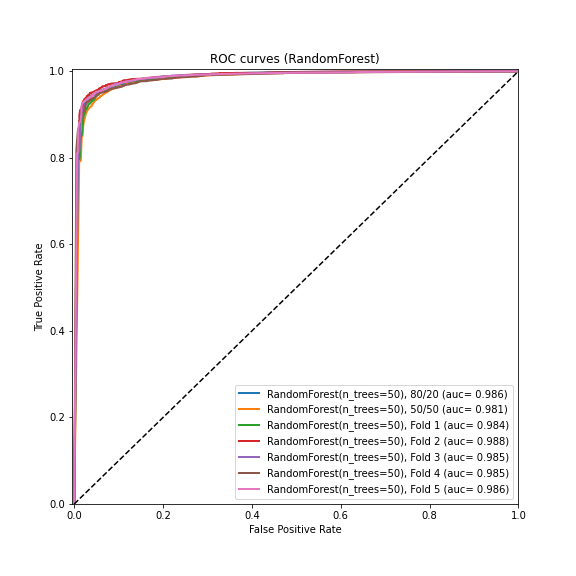 ROC curves (RandomForest)
1.0
0.8
0.6
0.4
0.2
0.0
True Positive Rate
RandomForest(n_trees=50), 80/20 (auc= 0.986)
RandomForest(n_trees=50), 50/50 (auc= 0.981)
RandomForest(n_trees=50), Fold 1 (auc= 0.984)
RandomForest(n_trees=50), Fold 2 (auc= 0.988)
RandomForest(n_trees=50), Fold 3 (auc= 0.985)
RandomForest(n_trees=50), Fold 4 (auc= 0.985)
RandomForest(n_trees=50), Fold 5 (auc= 0.986)
0.0 0.2 0.4 0.6 0.8 1.0
False Positive Rate